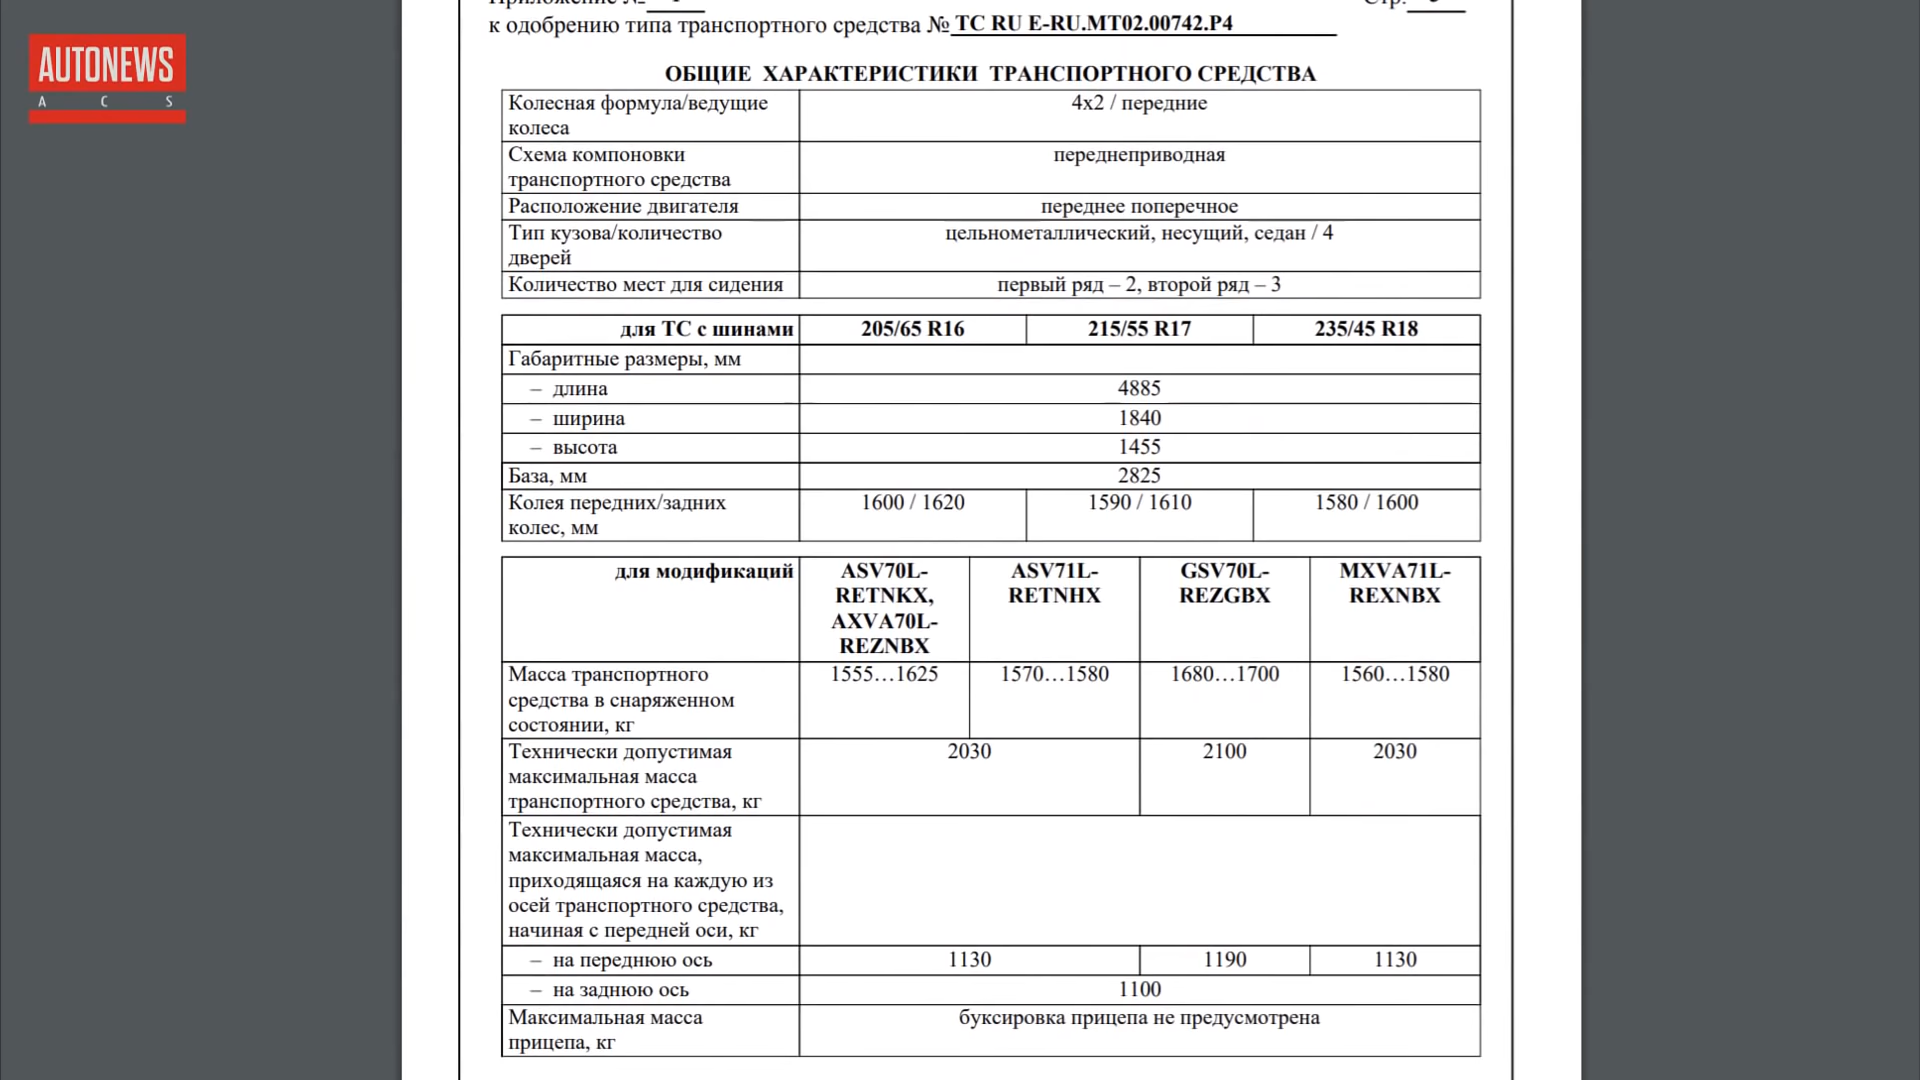 Приложение №
Стр.
к одобрению типа транспортного средства № ТС RU Е-RU.МТ02.00742.Р4
AUTONEWS
A C S
ОБЩИЕ ХАРАКТЕРИСТИКИ ТРАНСПОРТНОГО СРЕДСТВА
Колесная формула/ведущие
колеса
4x2 / передние
Схема компоновки
транспортного средства
переднеприводная
Расположение двигателя
переднее поперечное
Тип кузова/количество
дверей
цельнометаллический, несущий, седан / 4
Количество мест для сидения
первый ряд – 2, второй ряд – 3
для ТС с шинами
205/65 R16
215/55 R17
235/45 R18
Габаритные размеры, мм
– длина
4885
– ширина
1840
– высота
1455
База, мм
2825
Колея передних/задних
колес, мм
1600 / 1620
1590 / 1610
1580 / 1600
для модификаций
ASV70L-
RETNKX,
AXVA70L-
REZNBX
ASV71L-
RETNHX
GSV70L-
REZGBX
MXVA71L-
REXNBX
Масса транспортного
средства в снаряженном
состоянии, кг
1555…1625
1570…1580
1680…1700
1560…1580
Технически допустимая
максимальная масса
транспортного средства, кг
2030
2100
2030
Технически допустимая
максимальная масса,
приходящаяся на каждую из
осей транспортного средства,
начиная с передней оси, кг
– на переднюю ось
1130
1190
1130
– на заднюю ось
1100
Максимальная масса
прицепа, кг
буксировка прицепа не предусмотрена